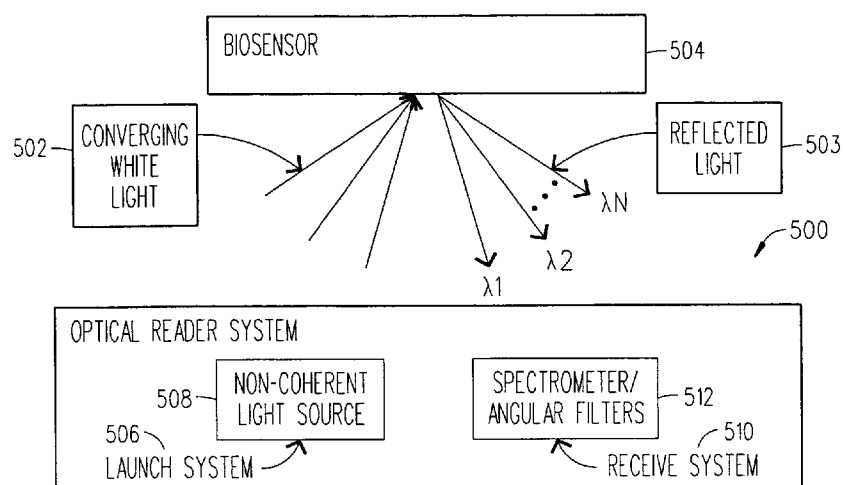 BIOSENSOR
504
502
CONVERGING
WHITE
LIGHT
REFLECTED
LIGHT
503
λN
λ2
λ1
500
OPTICAL READER SYSTEM
508
NON-COHERENT
LIGHT SOURCE
SPECTROMETER/
ANGULAR FILTERS
512
506
LAUNCH SYSTEM
510
RECEIVE SYSTEM